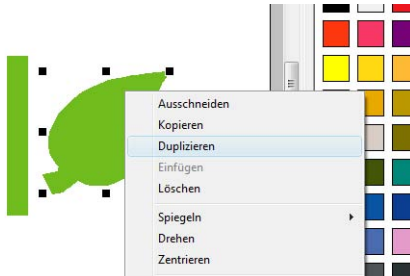 Ausschneiden
Kopieren
Duplizieren
Einfügen
Löschen
Spiegeln
Drehen
Zentrieren